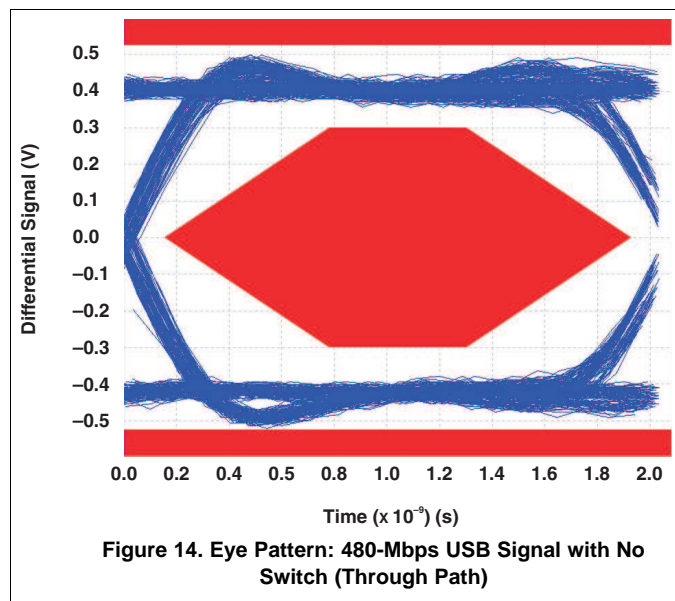 0.5
0.4
0.3
0.2
0.1
0.0
–0.1
–0.2
–0.3
–0.4
–0.5
Differential Signal (V)
0.0 0.2 0.4 0.5 0.8 1.0 1.2 1.4 1.6 1.8 2.0
Time (x 10⁻⁹) (s)
Figure 14. Eye Pattern: 480-Mbps USB Signal with No
Switch (Through Path)